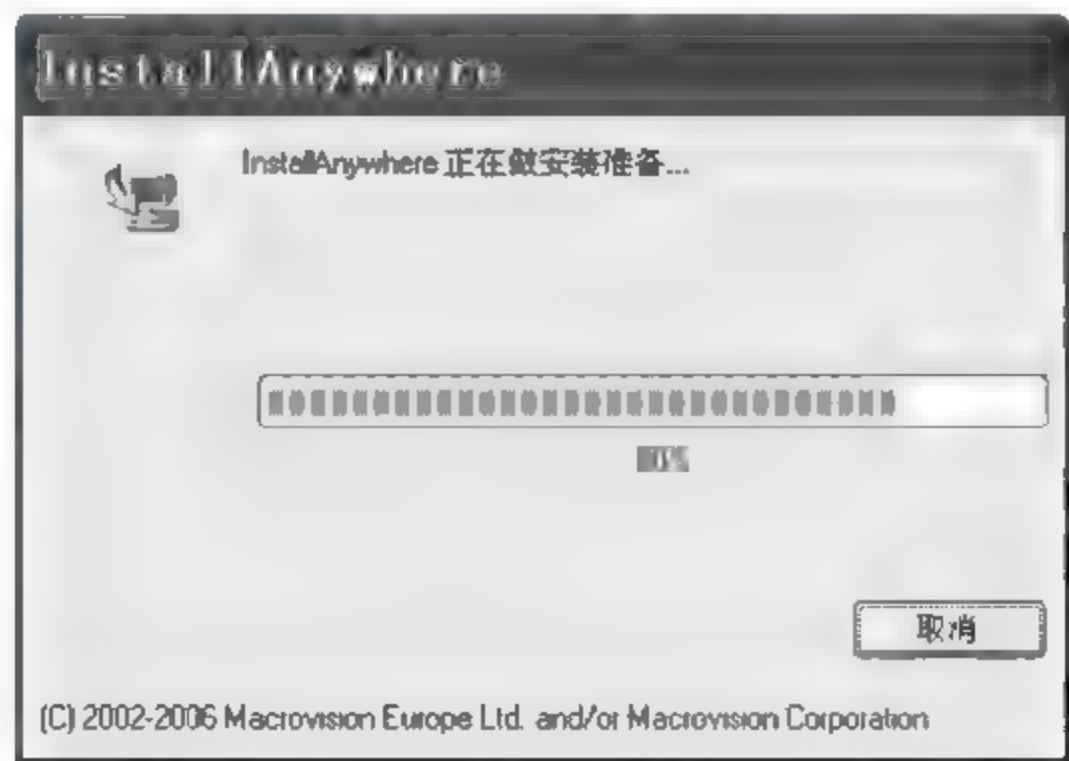 InstallAnywhere
InstallAnywhere 正在做安装准备...
取消
(C) 2002-2006 Macrovision Europe Ltd. and/or Macrovision Corporation